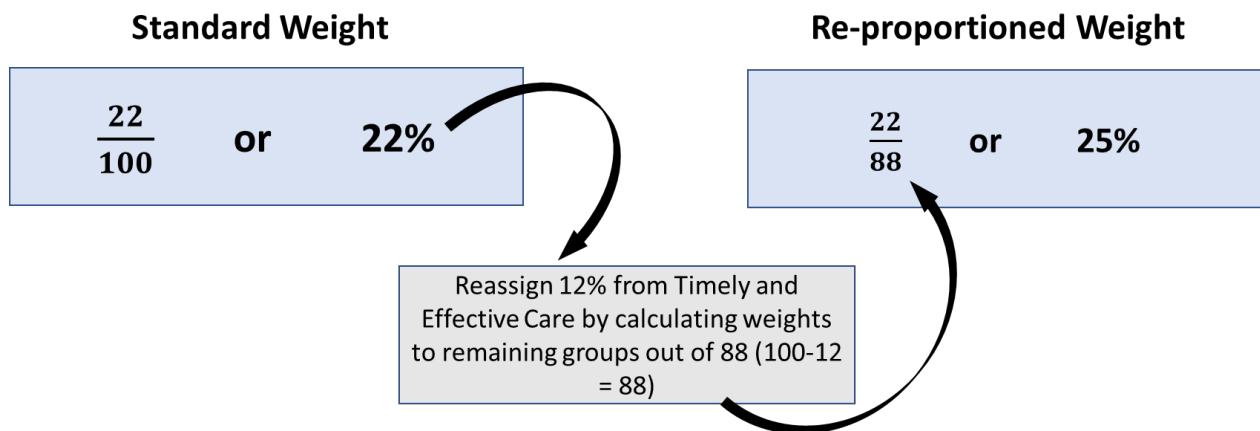 Standard Weight
Re-proportioned Weight
22/100 or 22%
22/88 or 25%
Reassign 12% from Timely and
Effective Care by calculating weights
to remaining groups out of 88 (100-12
= 88)